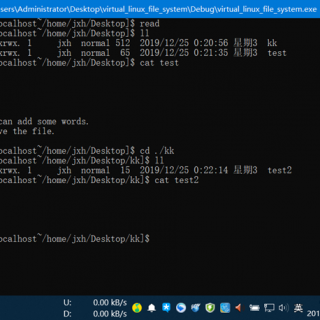 sers\Administrator\Desktop\virtual_linux_file_system\Debug\virtual_linux_file_system.exe
ocalhost~/home/jxh/Desktop]$ read
ocalhost~/home/jxh/Desktop]$ ll
xrwx. 1 jxh normal 512 2019/12/25 0:20:56 星期3 kk
xrwx. 1 jxh normal 65 2019/12/25 0:21:35 星期3 test
ocalhost~/home/jxh/Desktop]$ cat test
can add some words.
ve the file.
ocalhost~/home/jxh/Desktop]$ cd ./kk
ocalhost~/home/jxh/Desktop/kk]$ ll
xrwx. 1 jxh normal 15 2019/12/25 0:22:14 星期3 test2
ocalhost~/home/jxh/Desktop/kk]$ cat test2
ocalhost~/home/jxh/Desktop/kk]$
U: 0.00 kB/s
D: 0.00 kB/s
英
201